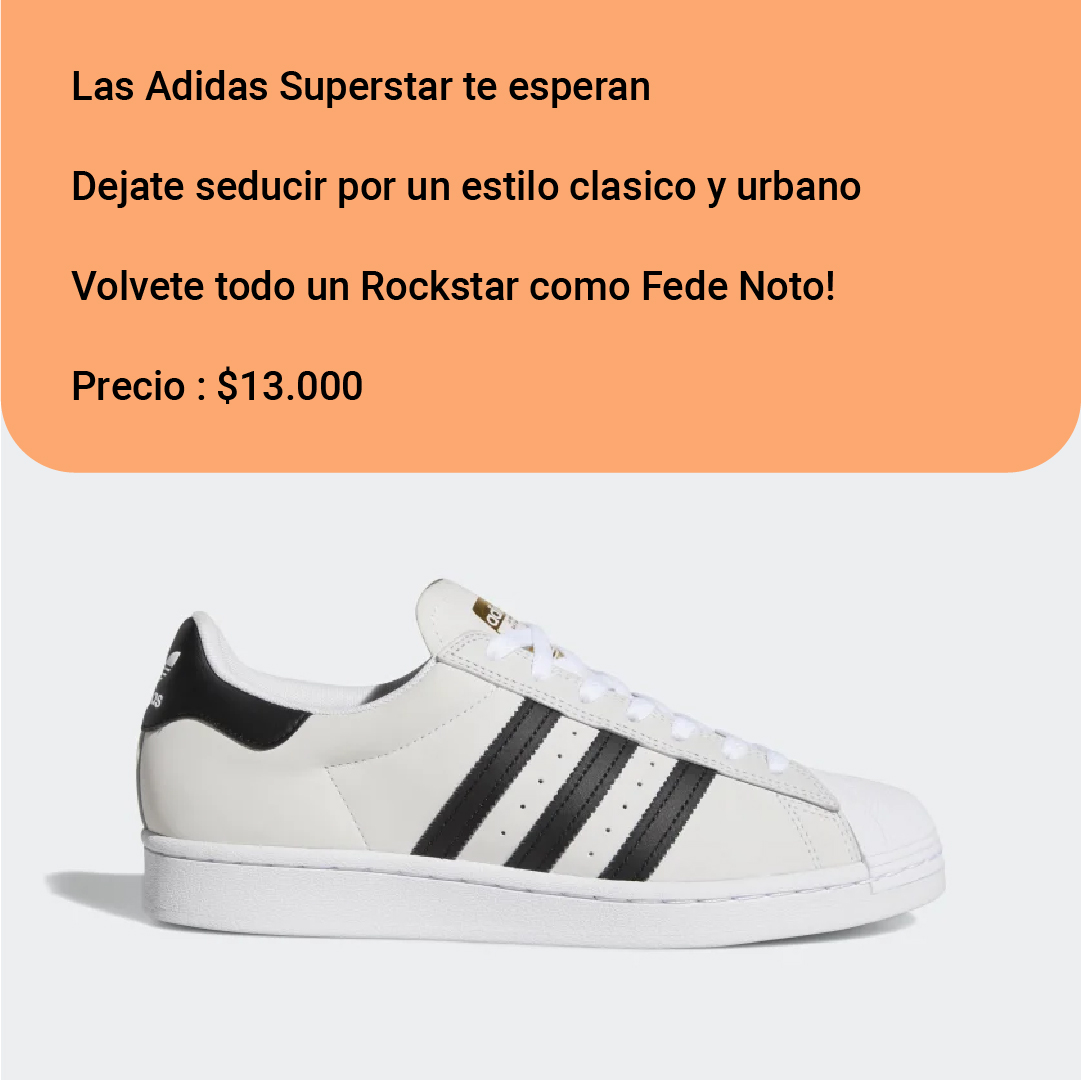 Las Adidas Superstar te esperan
Dejate seducir por un estilo clasico y urbano
Volvete todo un Rockstar como Fede Noto!
Precio : $13.000